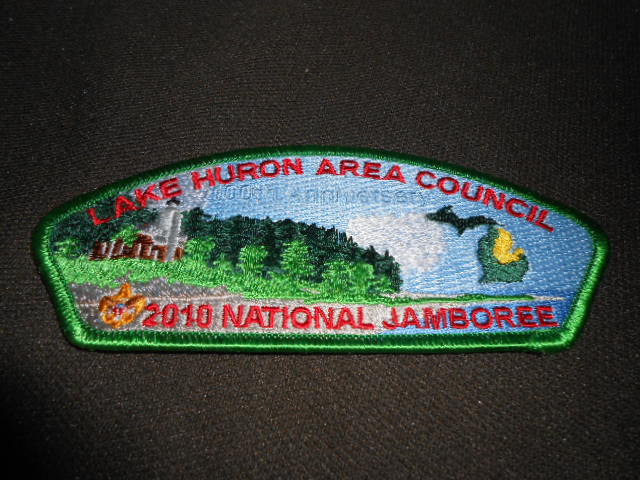 LAKE HURON AREA COUNCIL
100th Anniversary
2010 NATIONAL JAMBOREE